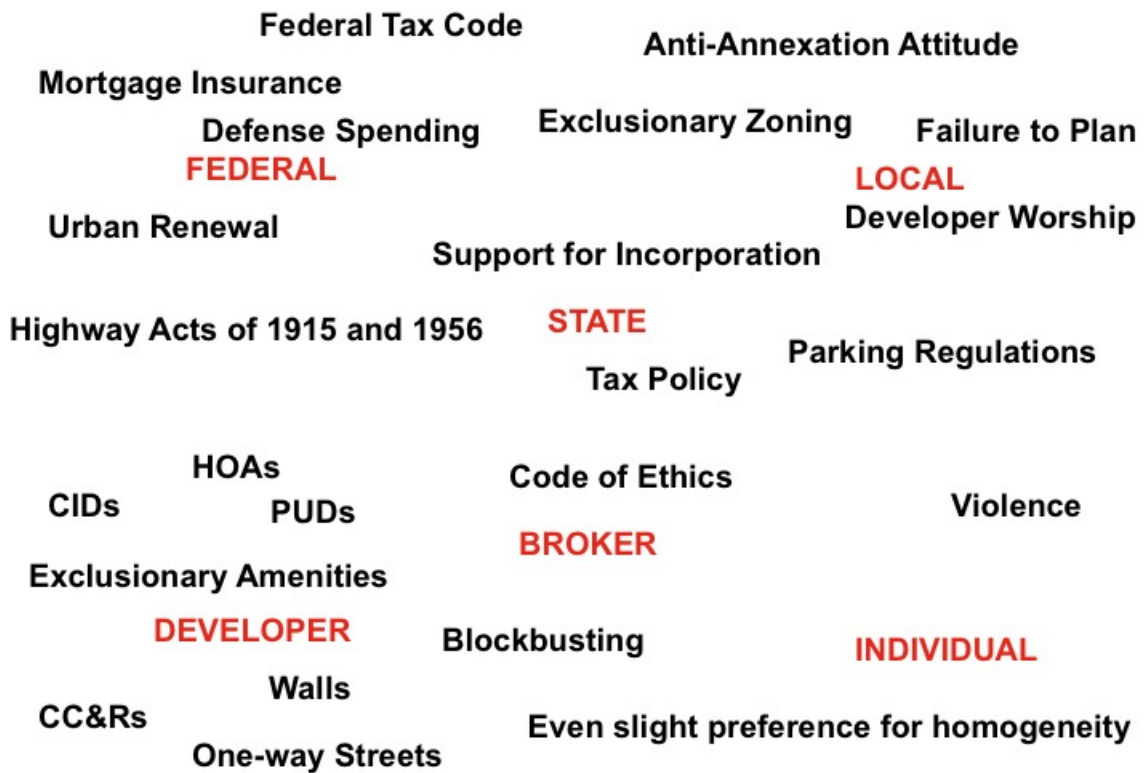 Federal Tax Code
Anti-Annexation Attitude
Mortgage Insurance
Defense Spending
Exclusionary Zoning
Failure to Plan
FEDERAL
LOCAL
Urban Renewal
Developer Worship
Support for Incorporation
Highway Acts of 1915 and 1956
STATE
Parking Regulations
Tax Policy
HOAs
Code of Ethics
CIDs
PUDs
Violence
BROKER
Exclusionary Amenities
DEVELOPER
Blockbusting
INDIVIDUAL
Walls
CC&Rs
Even slight preference for homogeneity
One-way Streets